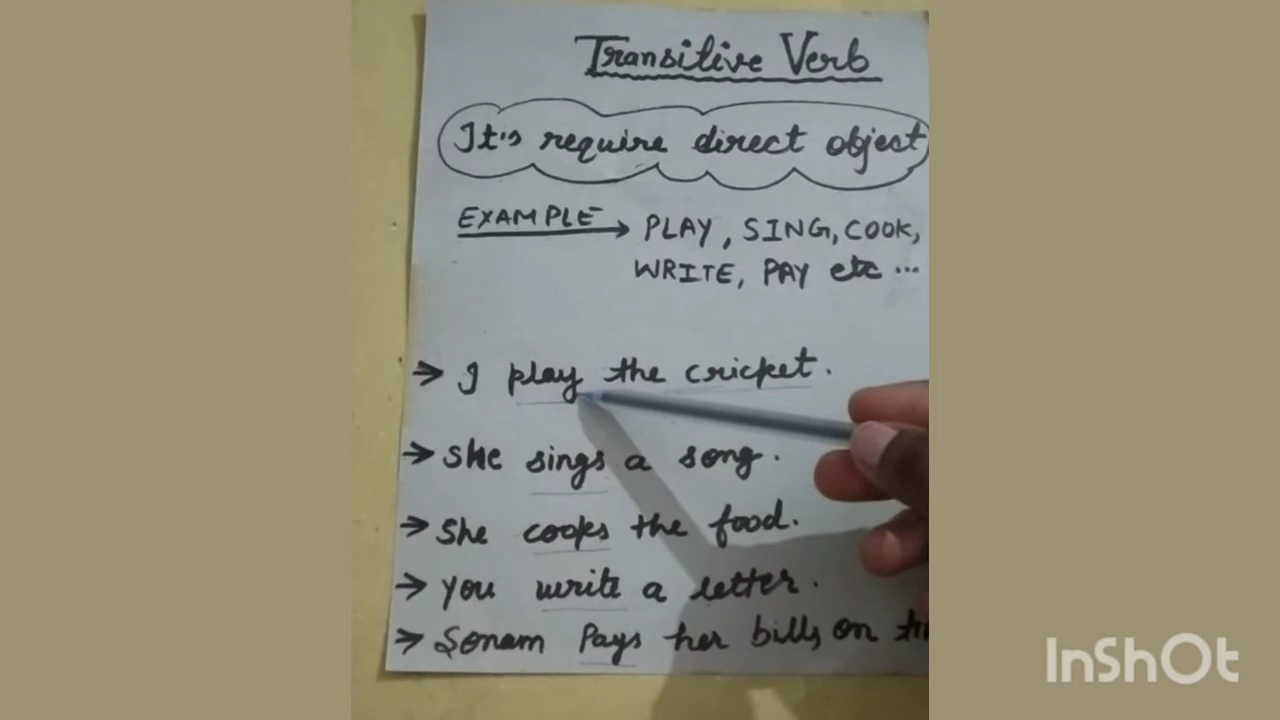 Transitive Verb
It's require direct object
EXAMPLE → PLAY, SING, COOK,
WRITE, PAY etc ...
→ I play the cricket.
→ She sings a song.
→ She cooks the food.
→ you write a letter.
→ Sonam Pays her bills on
InShOt